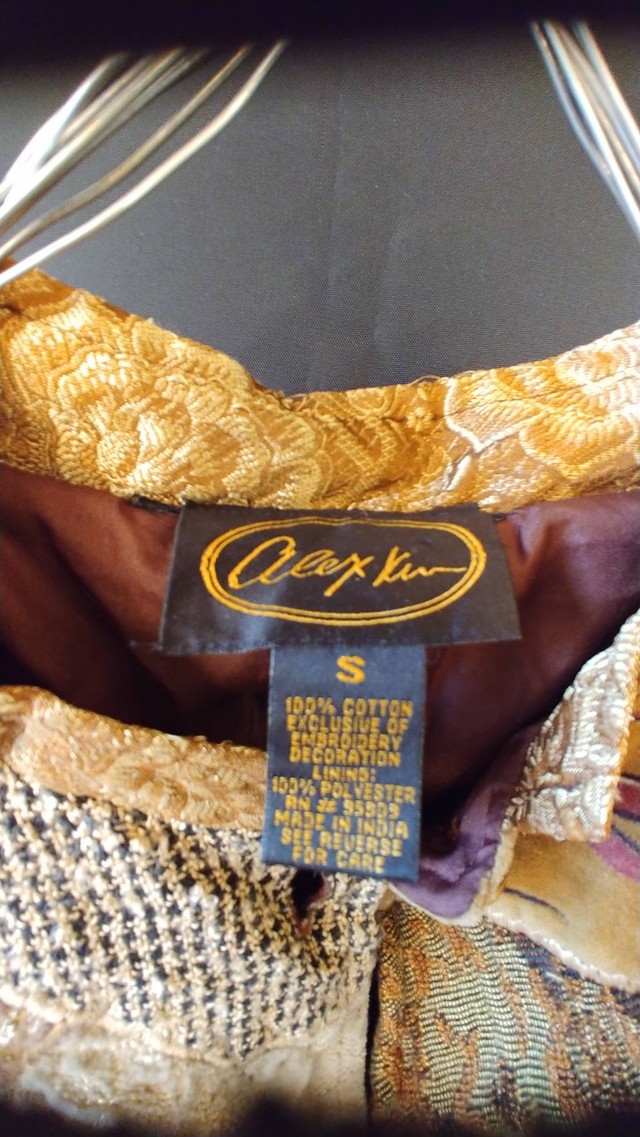 Alex Kim
S
100% COTTON
EXCLUSIVE OF
EMBROIDERY
DECORATION
LINING:
100% POLYESTER
RN # 95909
MADE IN INDIA
SEE REVERSE
FOR CARE